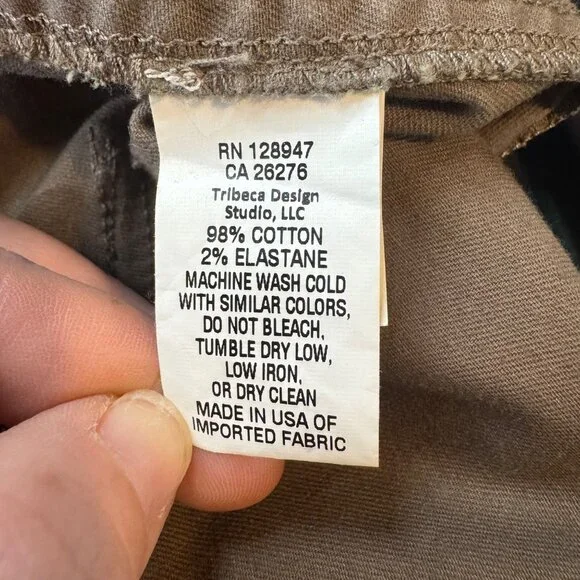 RN 128947
CA 26276
Tribeca Design
Studio, LLC
98% COTTON
2% ELASTANE
MACHINE WASH COLD
WITH SIMILAR COLORS,
DO NOT BLEACH,
TUMBLE DRY LOW,
LOW IRON,
OR DRY CLEAN
MADE IN USA OF
IMPORTED FABRIC